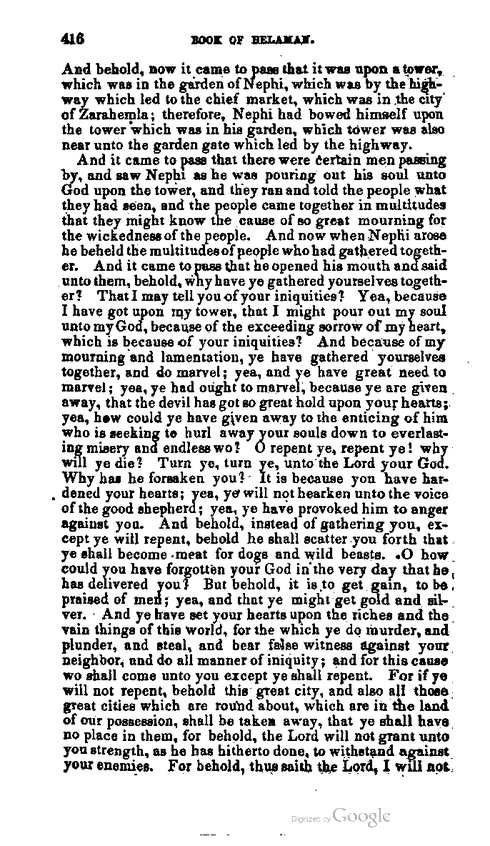 416 BOOK OF HELAMAN.
And behold, now it came to pass that it was upon a tower,
which was in the garden of Nephi, which was by the high-
way which led to the chief market, which was in the city
of Zarahemla; therefore, Nephi had bowed himself upon
the tower which was in his garden, which tower was also
near unto the garden gate which led by the highway.
And it came to pass that there were certain men passing
by, and saw Nephi as he was pouring out his soul unto
God upon the tower, and they ran and told the people what
they had seen, and the people came together in multitudes
that they might know the cause of so great mourning for
the wickedness of the people. And now when Nephi arose
he beheld the multitudes of people who had gathered togeth-
er. And it came to pass that he opened his mouth and said
unto them, behold, why have ye gathered yourselves togeth-
er? That I may tell you of your iniquities? Yea, because
I have got upon my tower, that I might pour out my soul
unto my God, because of the exceeding sorrow of my heart,
which is because of your iniquities? And because of my
mourning and lamentation, ye have gathered yourselves
together, and do marvel; yea, and ye have great need to
marvel; yea, ye had ought to marvel, because ye are given
away, that the devil has got so great hold upon your hearts;
yea, how could ye have given away to the enticing of him
who is seeking to hurl away your souls down to everlast-
ing misery and endless wo? O repent ye, repent ye! why
will ye die? Turn ye, turn ye, unto the Lord your God.
Why has he forsaken you? It is because you have har-
dened your hearts; yea, ye will not hearken unto the voice
of the good shepherd; yea, ye have provoked him to anger
against you. And behold, instead of gathering you, ex-
cept ye will repent, behold he shall scatter you forth that
ye shall become meat for dogs and wild beasts. O how
could you have forgotten your God in the very day that he
has delivered you? But behold, it is to get gain, to be
praised of men; yea, and that ye might get gold and sil-
ver. And ye have set your hearts upon the riches and the
vain things of this world, for the which ye do murder, and
plunder, and steal, and bear false witness against your
neighbor, and do all manner of iniquity; and for this cause
wo shall come unto you except ye shall repent. For if ye
will not repent, behold this great city, and also all those
great cities which are round about, which are in the land
of our possession, shall be taken away, that ye shall have
no place in them, for behold, the Lord will not grant unto
you strength, as he has hitherto done, to withstand against
your enemies. For behold, thus saith the Lord, I will not
Digitized by Google